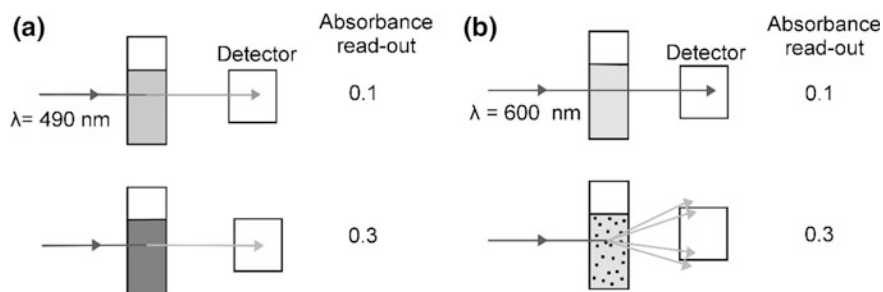 (a)
Detector
Absorbance
read-out
λ= 490 nm
0.1
0.3
(b)
Detector
Absorbance
read-out
λ = 600 nm
0.1
0.3